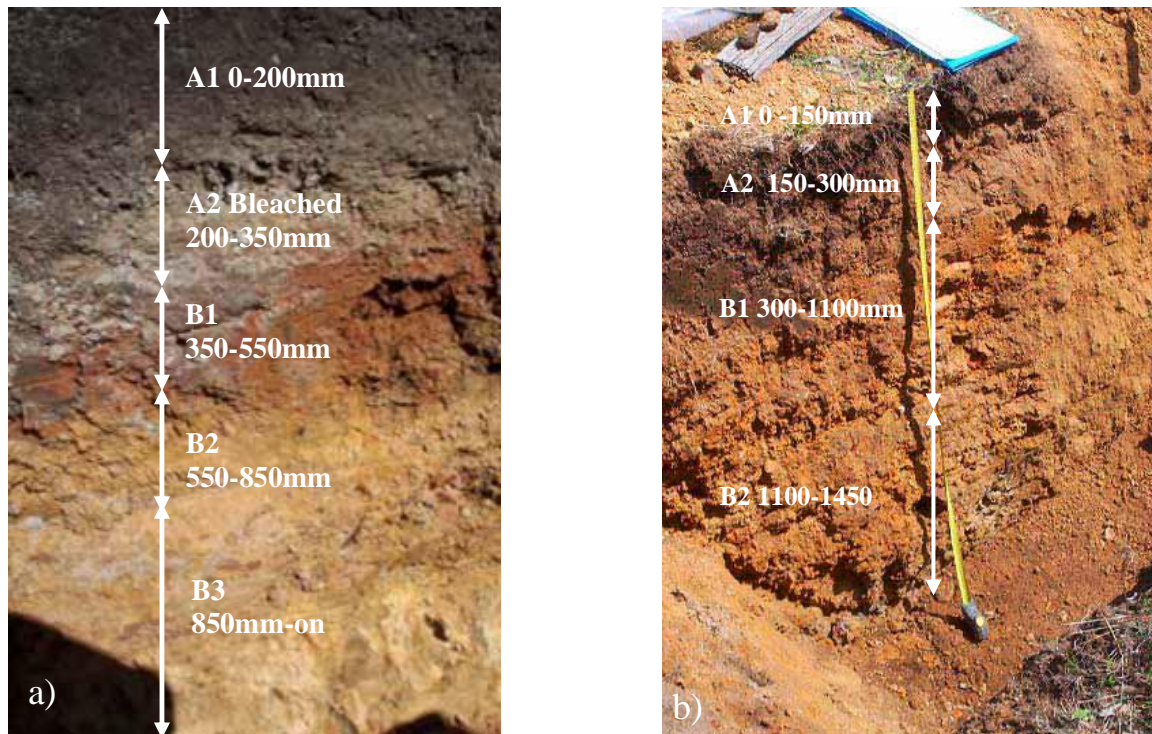 A1 0-200mm
A2 Bleached
200-350mm
B1
350-550mm
B2
550-850mm
B3
850mm-on
a)
A1 0 -150mm
A2 150-300mm
B1 300-1100mm
B2 1100-1450
b)